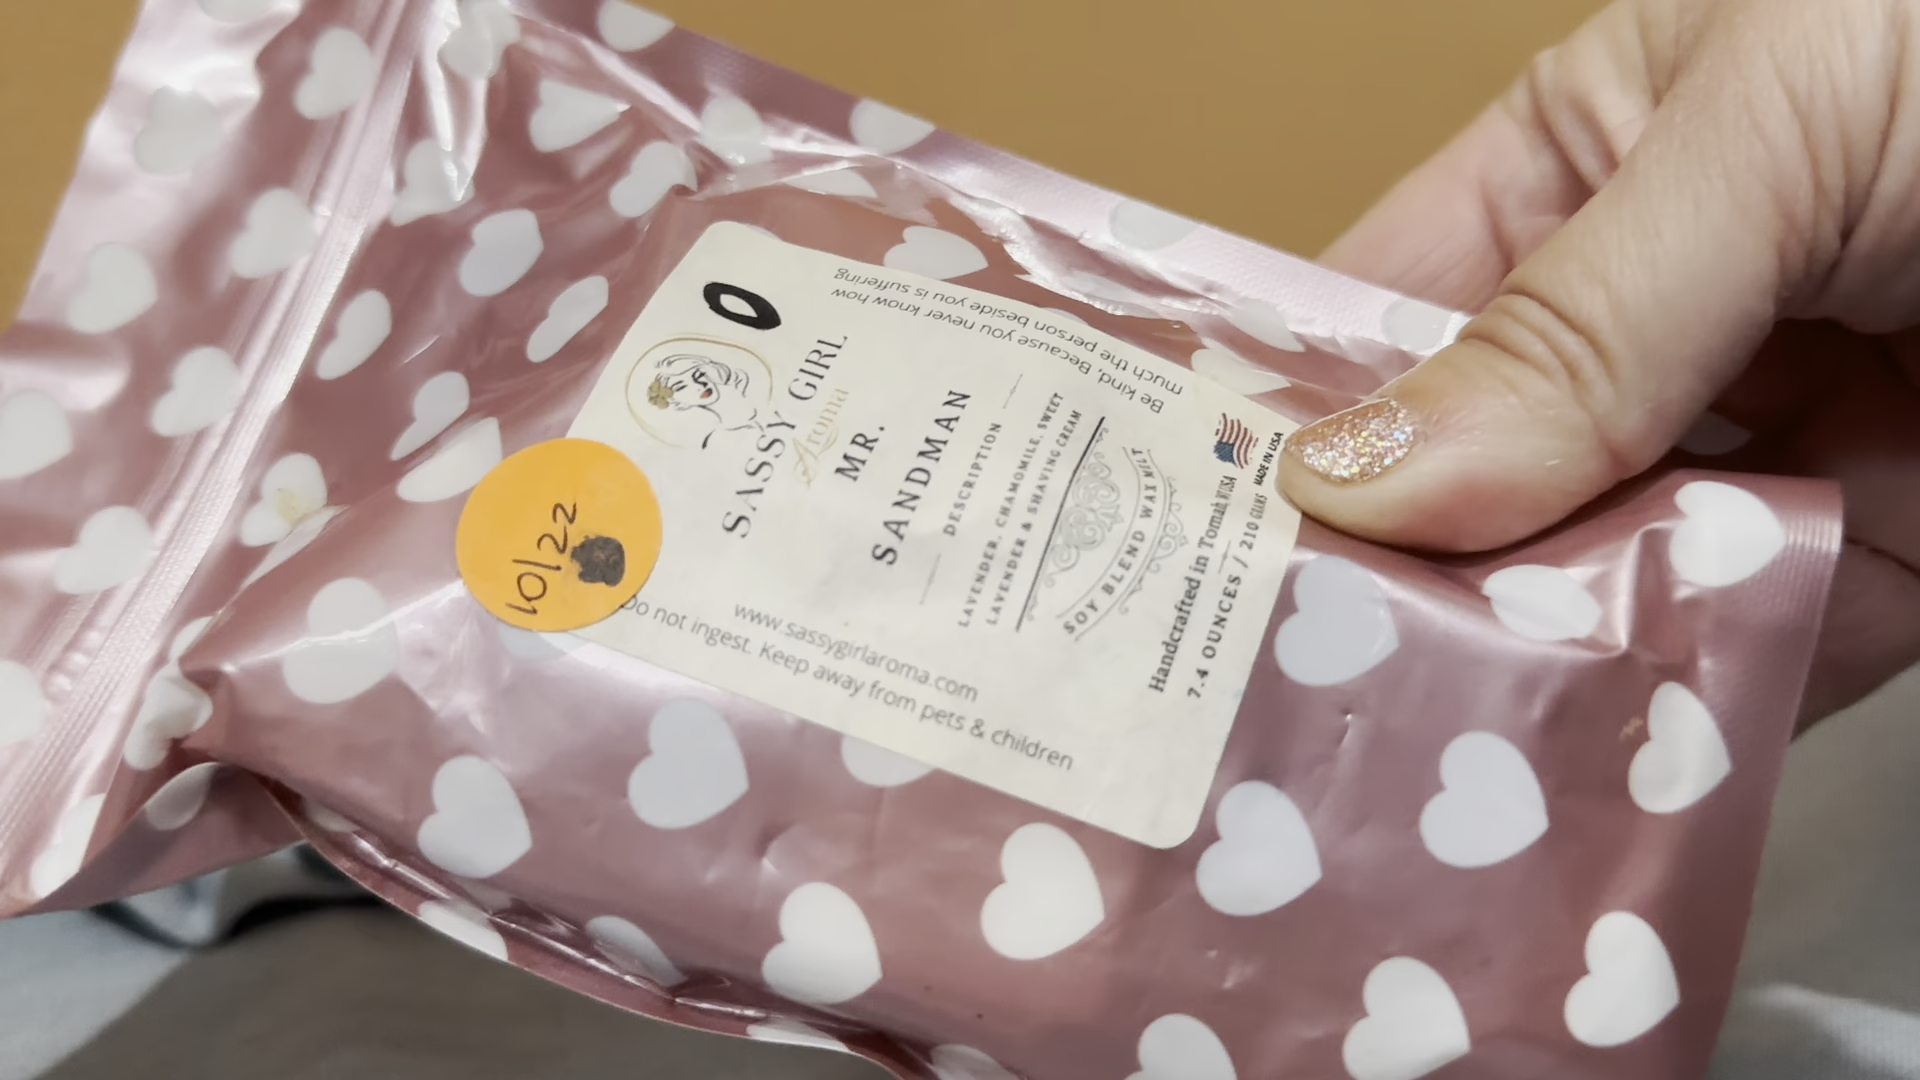 SASSY GIRL
Aroma
MR.
SANDMAN
DESCRIPTION
LAVENDER, CHAMOMILE, SWEET
LAVENDER & SHAVING CREAM
SOY BLEND WAX MELT
Handcrafted in Tomah WI USA
7.4 OUNCES / 210 GRAMS
MADE IN USA
Be kind, Because you never know how
much the person beside you is suffering
www.sassygirlaroma.com
Do not ingest. Keep away from pets & children
10/22